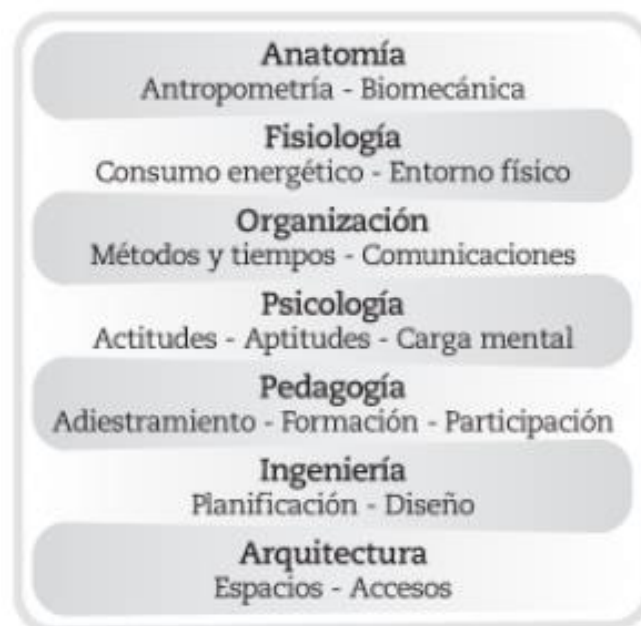 Anatomía
Antropometría - Biomecánica
Fisiología
Consumo energético - Entorno físico
Organización
Métodos y tiempos - Comunicaciones
Psicología
Actitudes - Aptitudes - Carga mental
Pedagogía
Adiestramiento - Formación - Participación
Ingeniería
Planificación - Diseño
Arquitectura
Espacios - Accesos